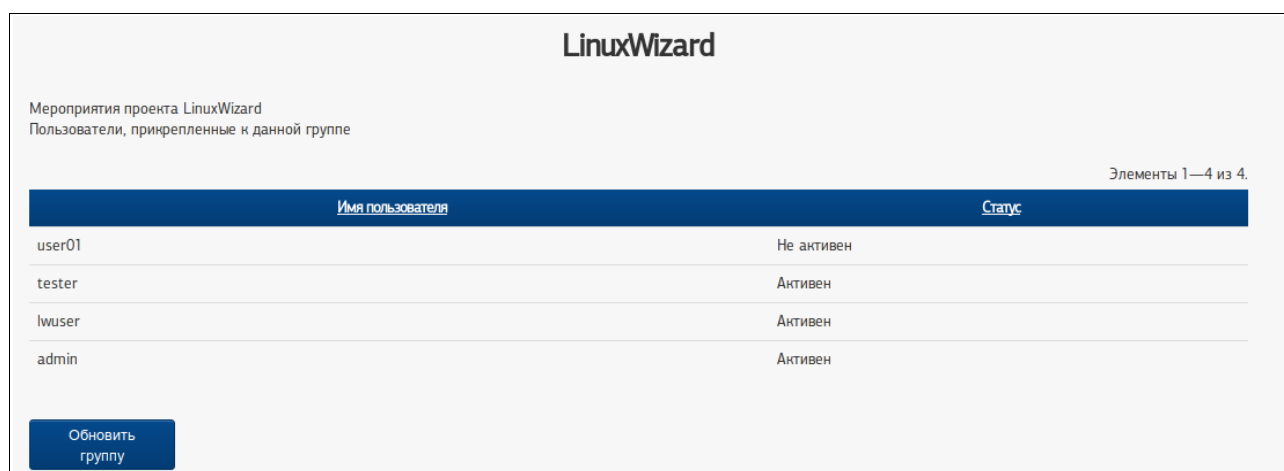 LinuxWizard
Мероприятия проекта LinuxWizard
Пользователи, прикрепленные к данной группе
Элементы 1—4 из 4.
Имя пользователя Статус
user01 Не активен
tester Активен
lwuser Активен
admin Активен
Обновить
группу